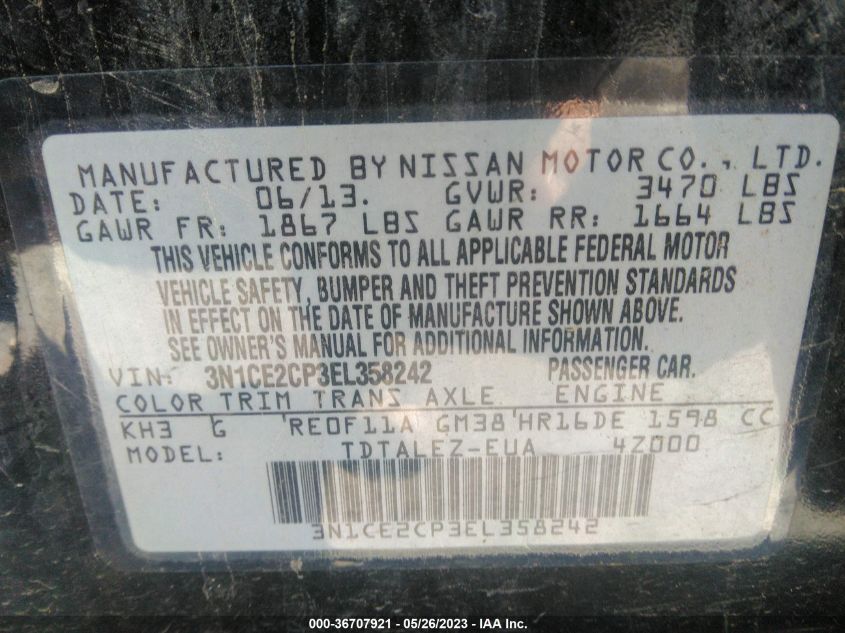 MANUFACTURED BY NISSAN MOTOR CO., LTD.
DATE: 06/13. GVWR: 3470 LBS
GAWR FR: 1867 LBS GAWR RR: 1664 LBS
THIS VEHICLE CONFORMS TO ALL APPLICABLE FEDERAL MOTOR
VEHICLE SAFETY, BUMPER AND THEFT PREVENTION STANDARDS
IN EFFECT ON THE DATE OF MANUFACTURE SHOWN ABOVE.
SEE OWNER'S MANUAL FOR ADDITIONAL INFORMATION.
VIN: 3N1CE2CP3EL358242 PASSENGER CAR.
COLOR TRIM TRANS AXLE ENGINE
KH3 G RE0F11A GM38 HR16DE 1598 CC
MODEL: TDTALEZ-EUA 4Z000
3N1CE2CP3EL358242
000-36707921 - 05/26/2023 - IAA Inc.